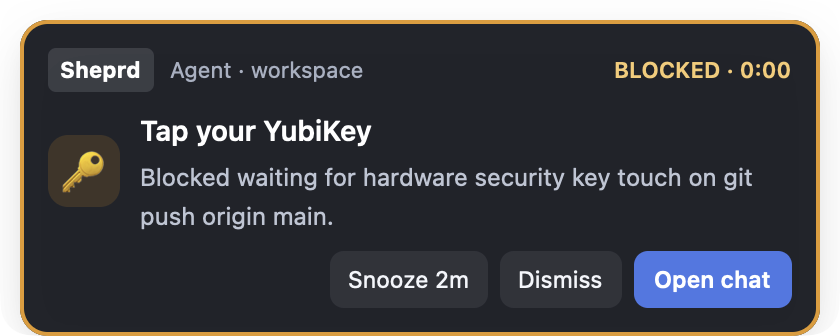 Sheprd Agent · workspace BLOCKED · 0:00
Tap your YubiKey
Blocked waiting for hardware security key touch on git
push origin main.
Snooze 2m Dismiss Open chat